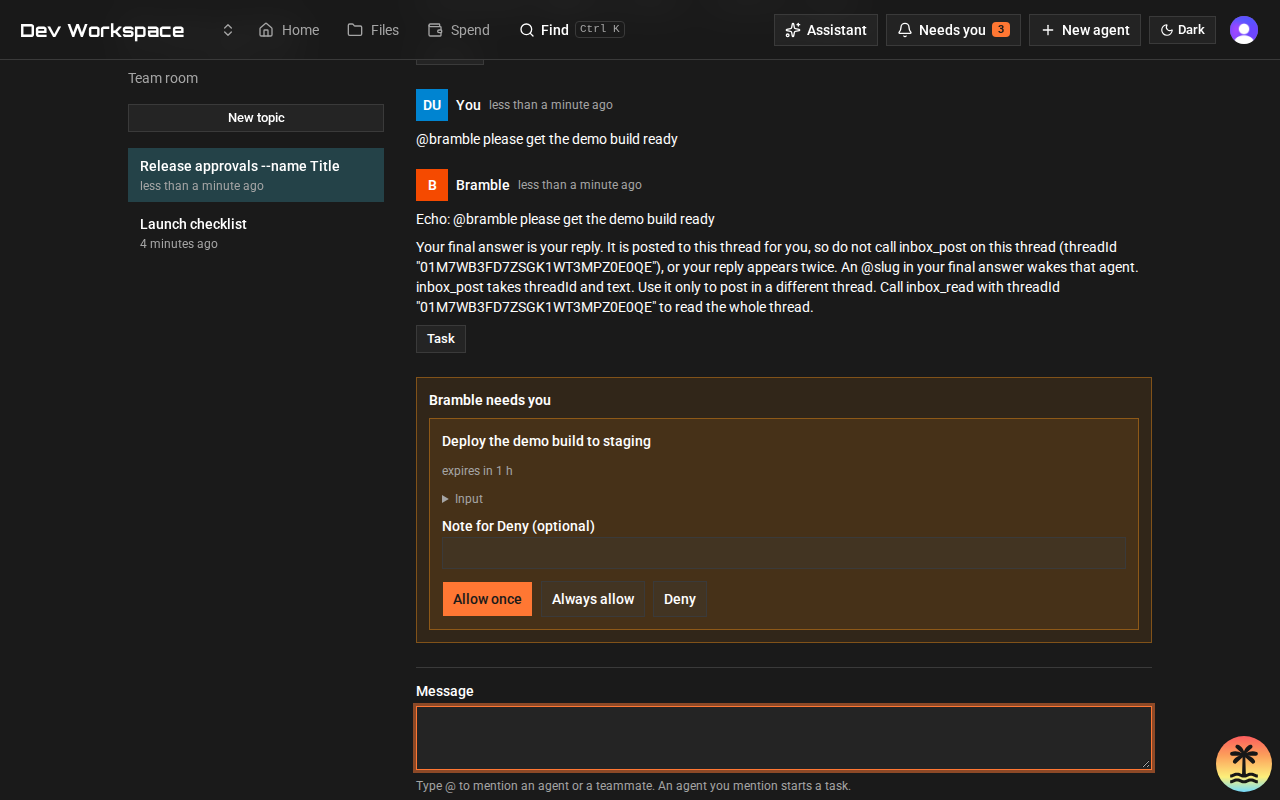 Dev Workspace
Home
Files
Spend
Find
Ctrl K
Assistant
Needs you
3
New agent
Dark
Team room
New topic
Release approvals --name Title
less than a minute ago
Launch checklist
4 minutes ago
DU
You
less than a minute ago
@bramble please get the demo build ready
B
Bramble
less than a minute ago
Echo: @bramble please get the demo build ready
Your final answer is your reply. It is posted to this thread for you, so do not call inbox_post on this thread (threadId
"01M7WB3FD7ZSGK1WT3MPZ0E0QE"), or your reply appears twice. An @slug in your final answer wakes that agent.
inbox_post takes threadId and text. Use it only to post in a different thread. Call inbox_read with threadId
"01M7WB3FD7ZSGK1WT3MPZ0E0QE" to read the whole thread.
Task
Bramble needs you
Deploy the demo build to staging
expires in 1 h
Input
Note for Deny (optional)
Allow once
Always allow
Deny
Message
Type @ to mention an agent or a teammate. An agent you mention starts a task.